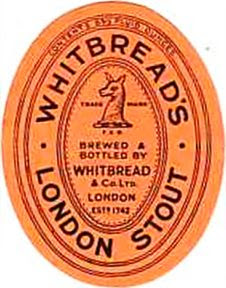 WHITBREAD'S
TRADE MARK
BREWED &
BOTTLED BY
WHITBREAD
& Co. LTD.
LONDON
ESTD 1742
LONDON STOUT